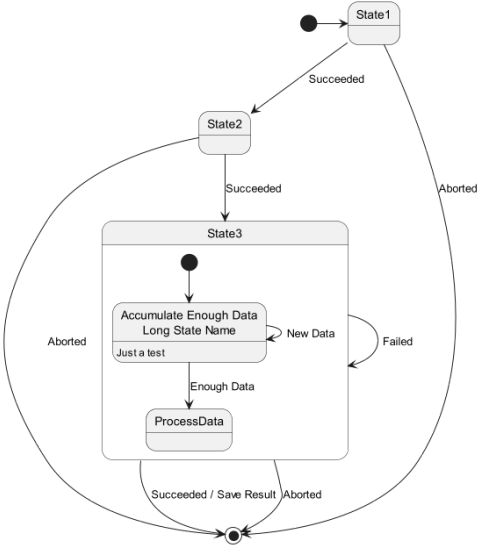 State1
Succeeded
State2
Succeeded
Aborted
State3
Accumulate Enough Data
Long State Name
New Data
Just a test
Aborted
Failed
Enough Data
ProcessData
Succeeded / Save Result
Aborted